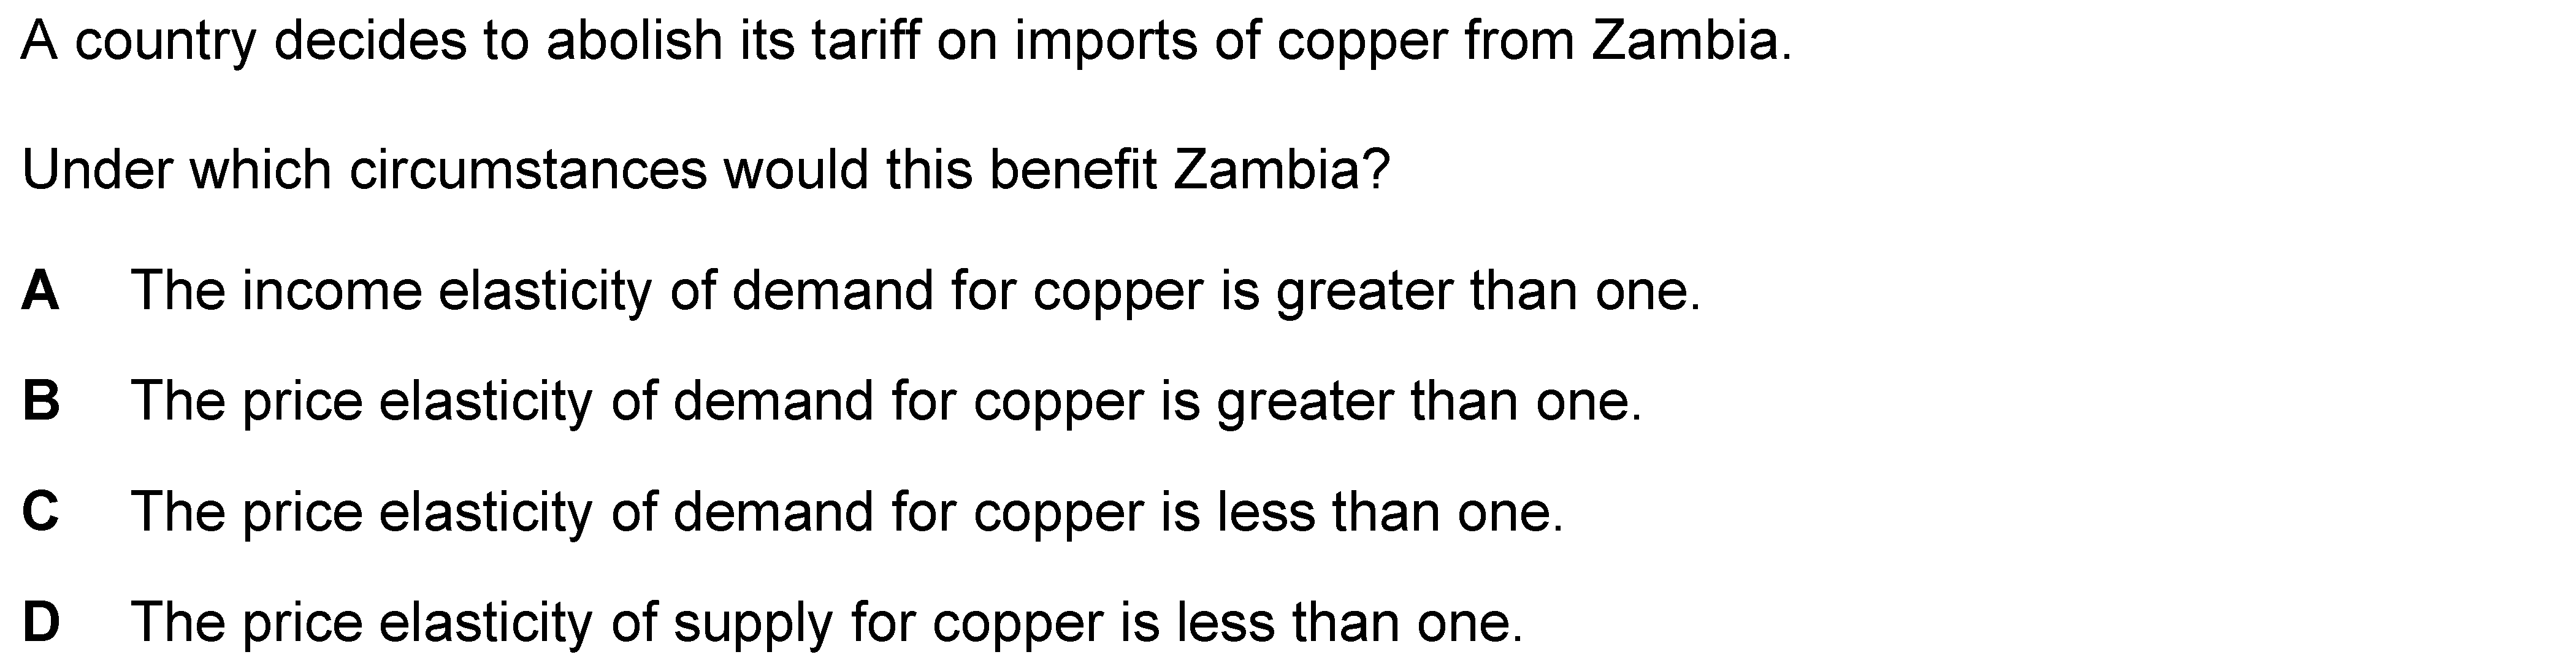 A country decides to abolish its tariff on imports of copper from Zambia.
Under which circumstances would this benefit Zambia?
A The income elasticity of demand for copper is greater than one.
B The price elasticity of demand for copper is greater than one.
C The price elasticity of demand for copper is less than one.
D The price elasticity of supply for copper is less than one.